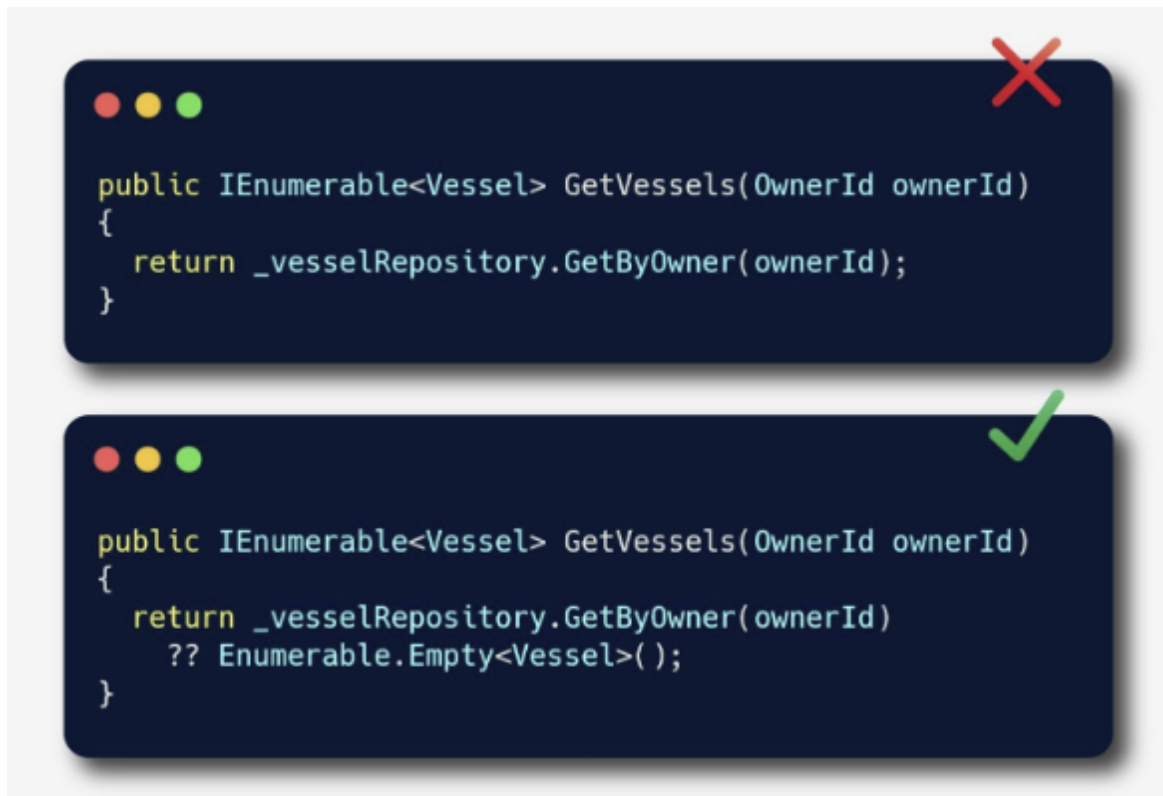 public IEnumerable<Vessel> GetVessels(OwnerId ownerId)
{
  return _vesselRepository.GetByOwner(ownerId);
}
public IEnumerable<Vessel> GetVessels(OwnerId ownerId)
{
  return _vesselRepository.GetByOwner(ownerId)
    ?? Enumerable.Empty<Vessel>();
}